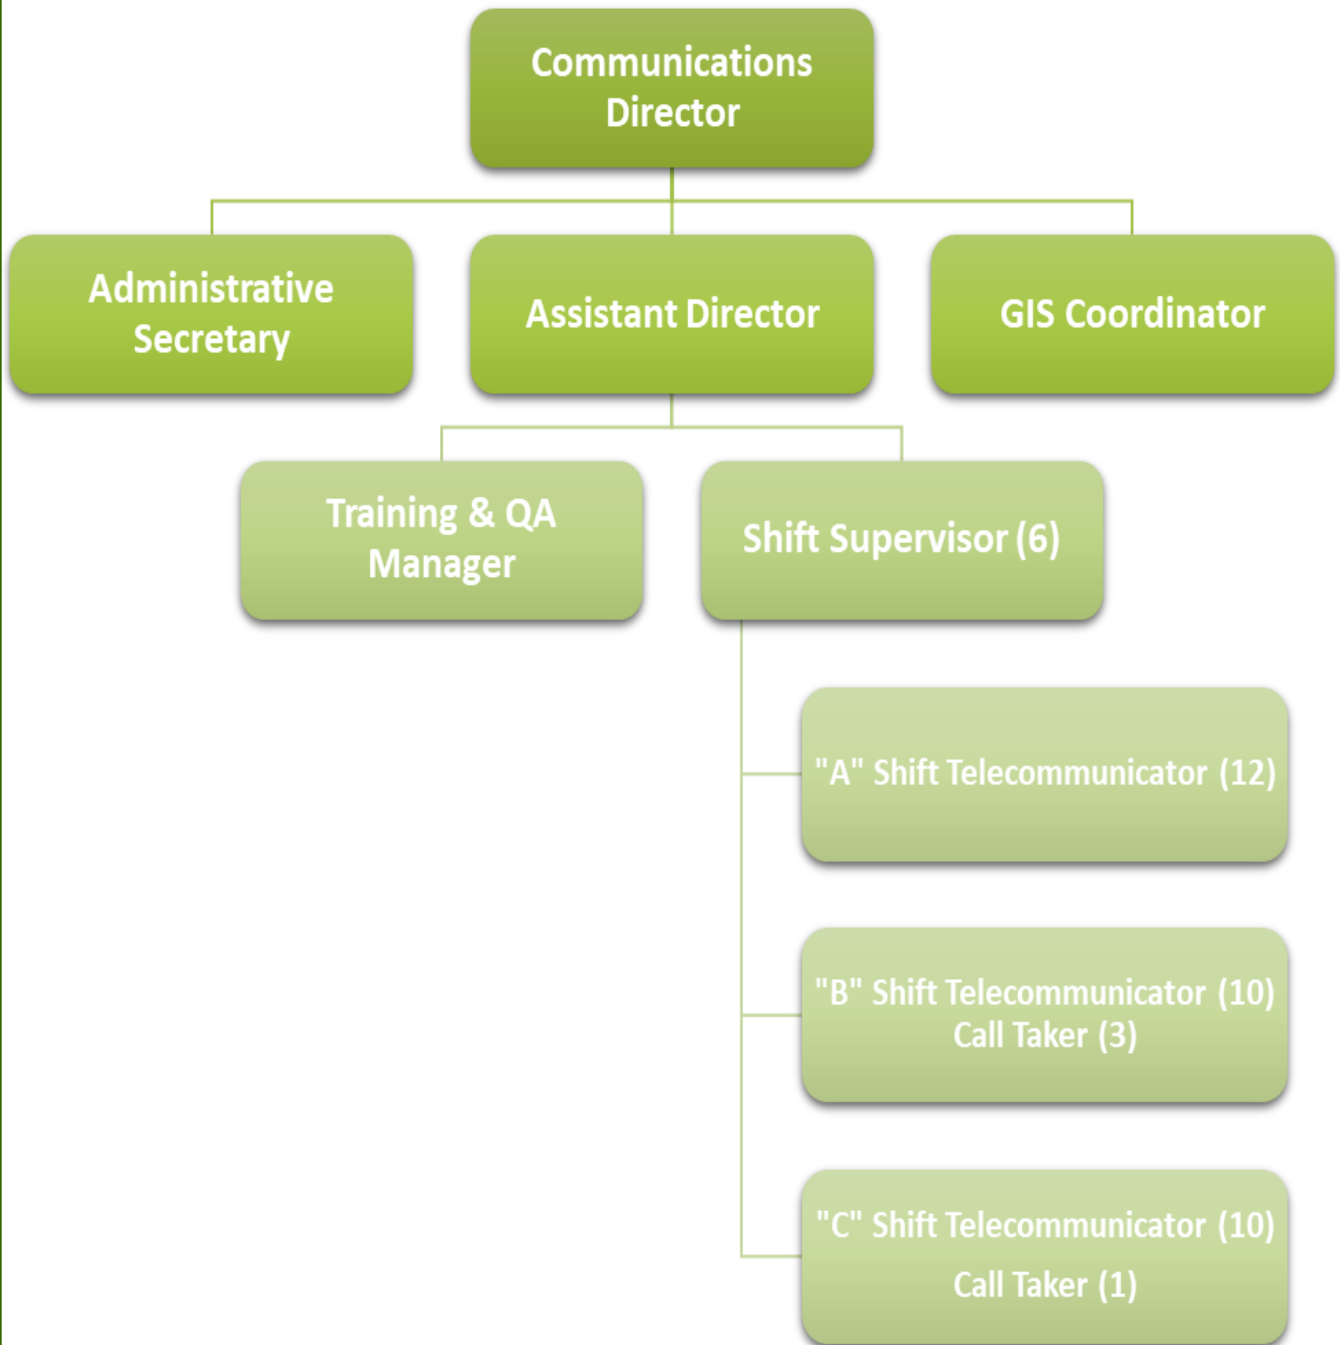 Communications
Director
Administrative
Secretary
Assistant Director
GIS Coordinator
Training & QA
Manager
Shift Supervisor (6)
"A" Shift Telecommunicator (12)
"B" Shift Telecommunicator (10)
Call Taker (3)
"C" Shift Telecommunicator (10)
Call Taker (1)